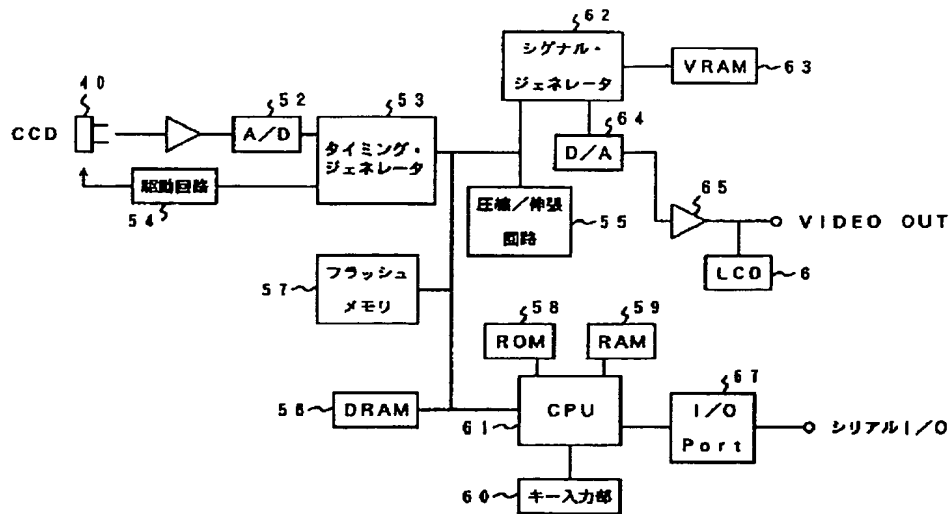 62
シグナル・
ジェネレータ
VRAM
63
40
CCD
52
A/D
53
タイミング・
ジェネレータ
駆動回路
54
64
D/A
圧縮/伸張
回路
55
65
VIDEO OUT
LCD
6
57
フラッシュ
メモリ
58
ROM
59
RAM
56
DRAM
CPU
61
67
I/O
Port
シリアルI/O
60
キー入力部